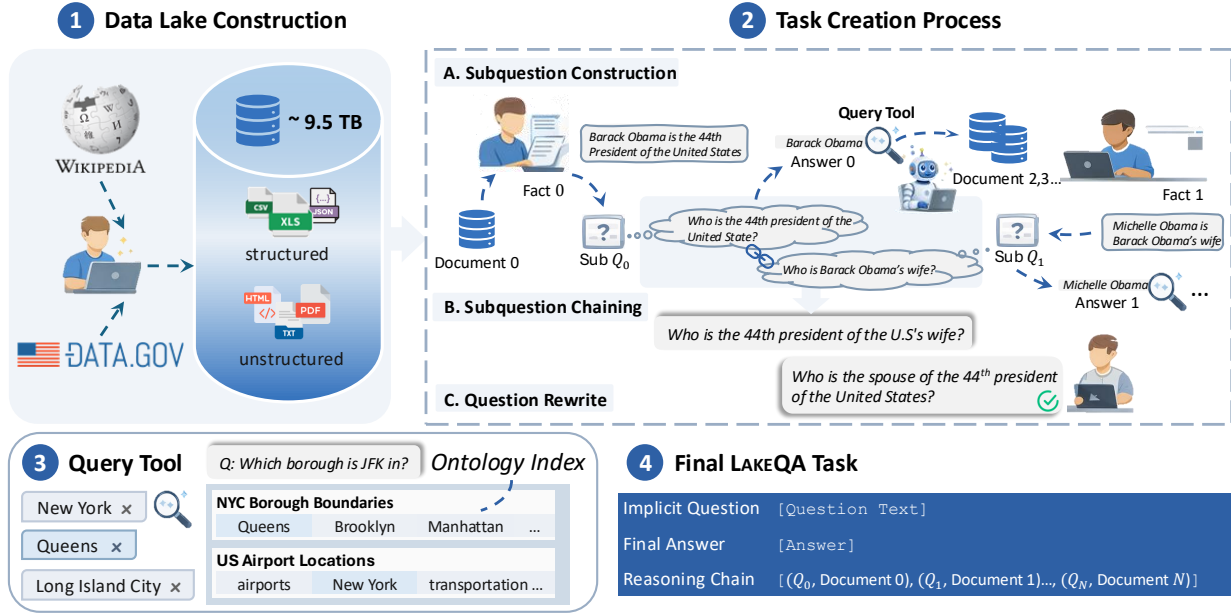 1 Data Lake Construction
WIKIPEDIA
DATA.GOV
~ 9.5 TB
CSV
XLS
{...}
JSON
structured
HTML
</>
PDF
TXT
unstructured
2 Task Creation Process
A. Subquestion Construction
Document 0
Fact 0
Barack Obama is the 44th
President of the United States
?
Sub Q0
Who is the 44th president of the
United State?
Who is Barack Obama's wife?
Barack Obama
Answer 0
Query Tool
Document 2,3...
Fact 1
Michelle Obama is
Barack Obama's wife
?
Sub Q1
Michelle Obama
Answer 1
...
B. Subquestion Chaining
Who is the 44th president of the U.S's wife?
Who is the spouse of the 44th president
of the United States?
C. Question Rewrite
3 Query Tool
New York ×
Queens ×
Long Island City ×
Q: Which borough is JFK in?
Ontology Index
NYC Borough Boundaries
Queens Brooklyn Manhattan ...
US Airport Locations
airports New York transportation ...
4 Final LAKEQA Task
Implicit Question [Question Text]
Final Answer [Answer]
Reasoning Chain [(Q0, Document 0), (Q1, Document 1)..., (QN, Document N)]